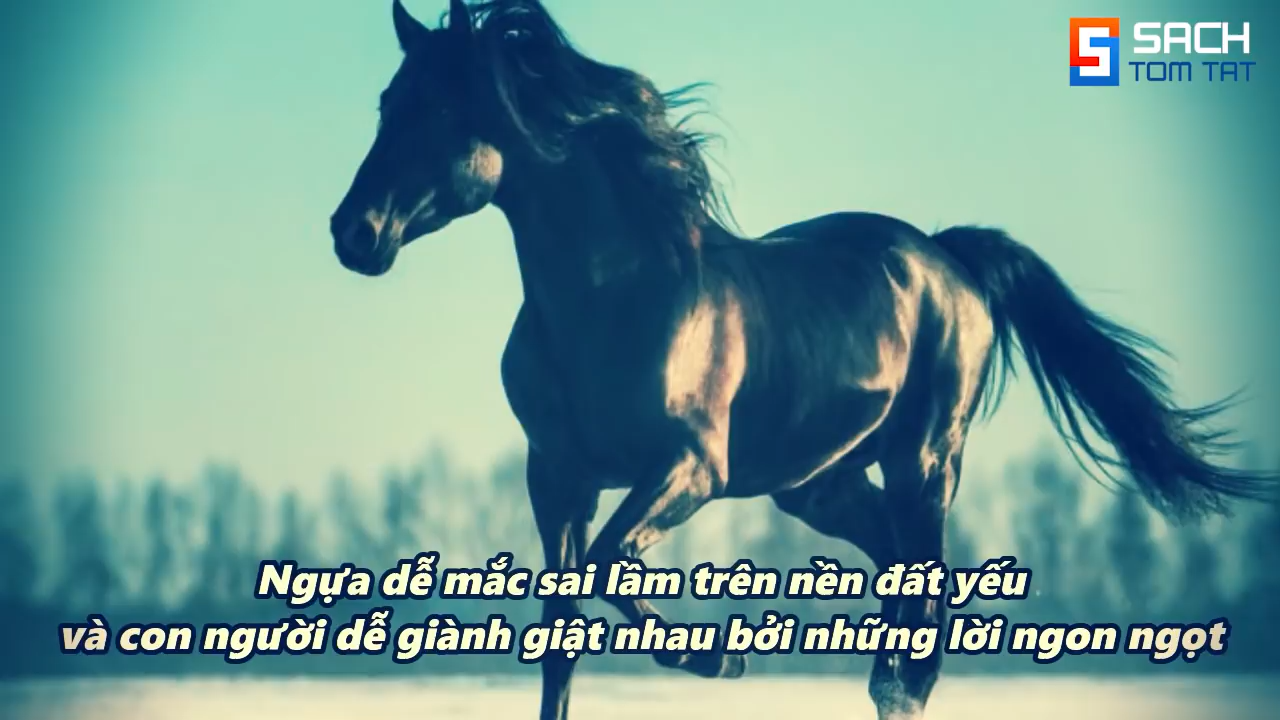 SACH
TOM TAT
Ngựa dễ mắc sai lầm trên nền đất yếu
và con người dễ giành giật nhau bởi những lời ngon ngọt